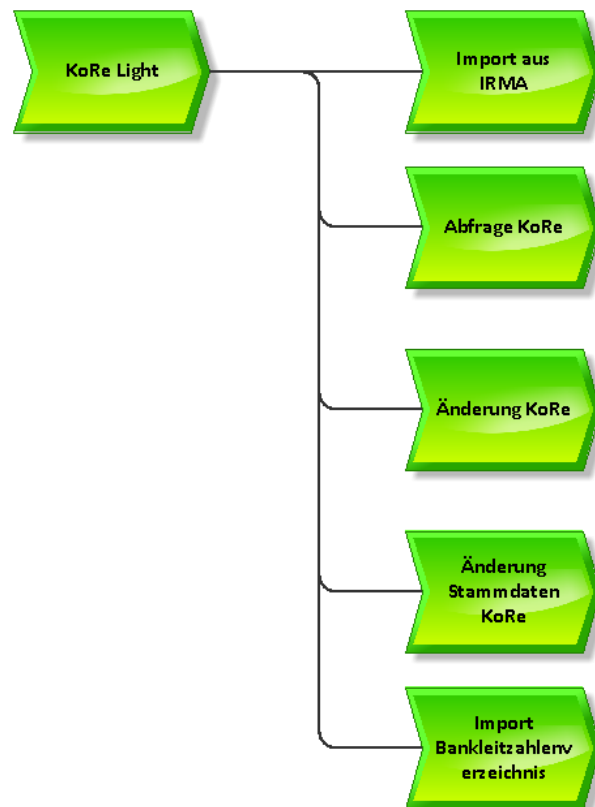 KoRe Light
Import aus
IRMA
Abfrage KoRe
Änderung KoRe
Änderung
Stammdaten
KoRe
Import
Bankleitzahlenv
erzeichnis